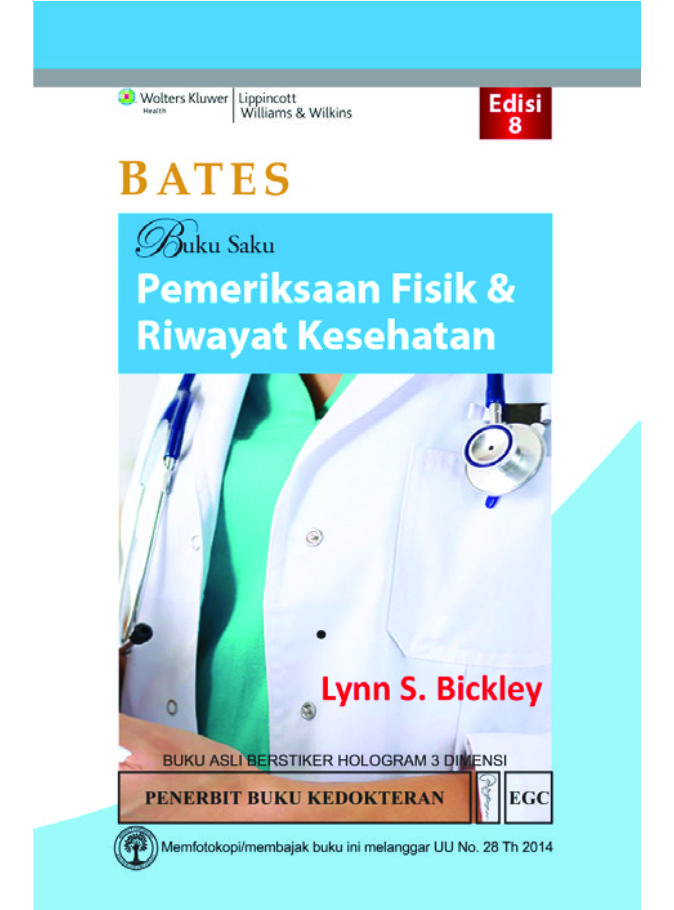 Wolters Kluwer
Health
Lippincott
Williams & Wilkins
Edisi
8
BATES
Buku Saku
Pemeriksaan Fisik &
Riwayat Kesehatan
Lynn S. Bickley
BUKU ASLI BERSTIKER HOLOGRAM 3 DIMENSI
PENERBIT BUKU KEDOKTERAN
EGC
Memfotokopi/membajak buku ini melanggar UU No. 28 Th 2014